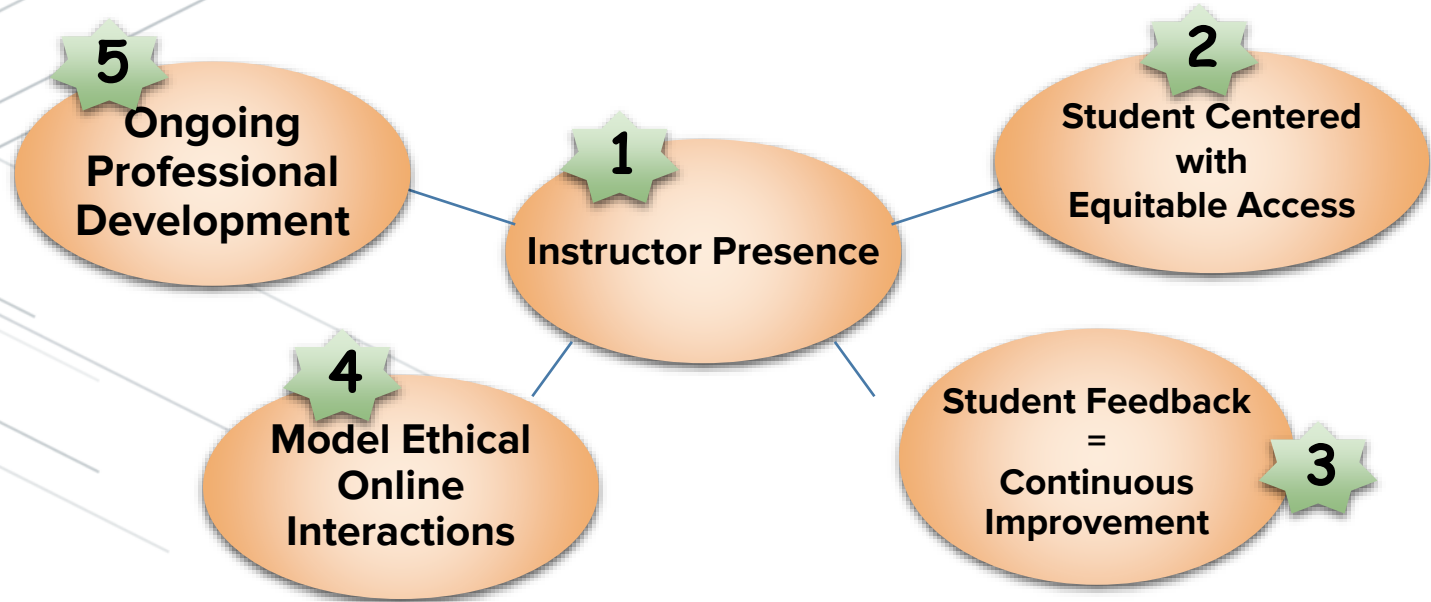 1
Instructor Presence
2
Student Centered
with
Equitable Access
3
Student Feedback
=
Continuous
Improvement
4
Model Ethical
Online
Interactions
5
Ongoing
Professional
Development